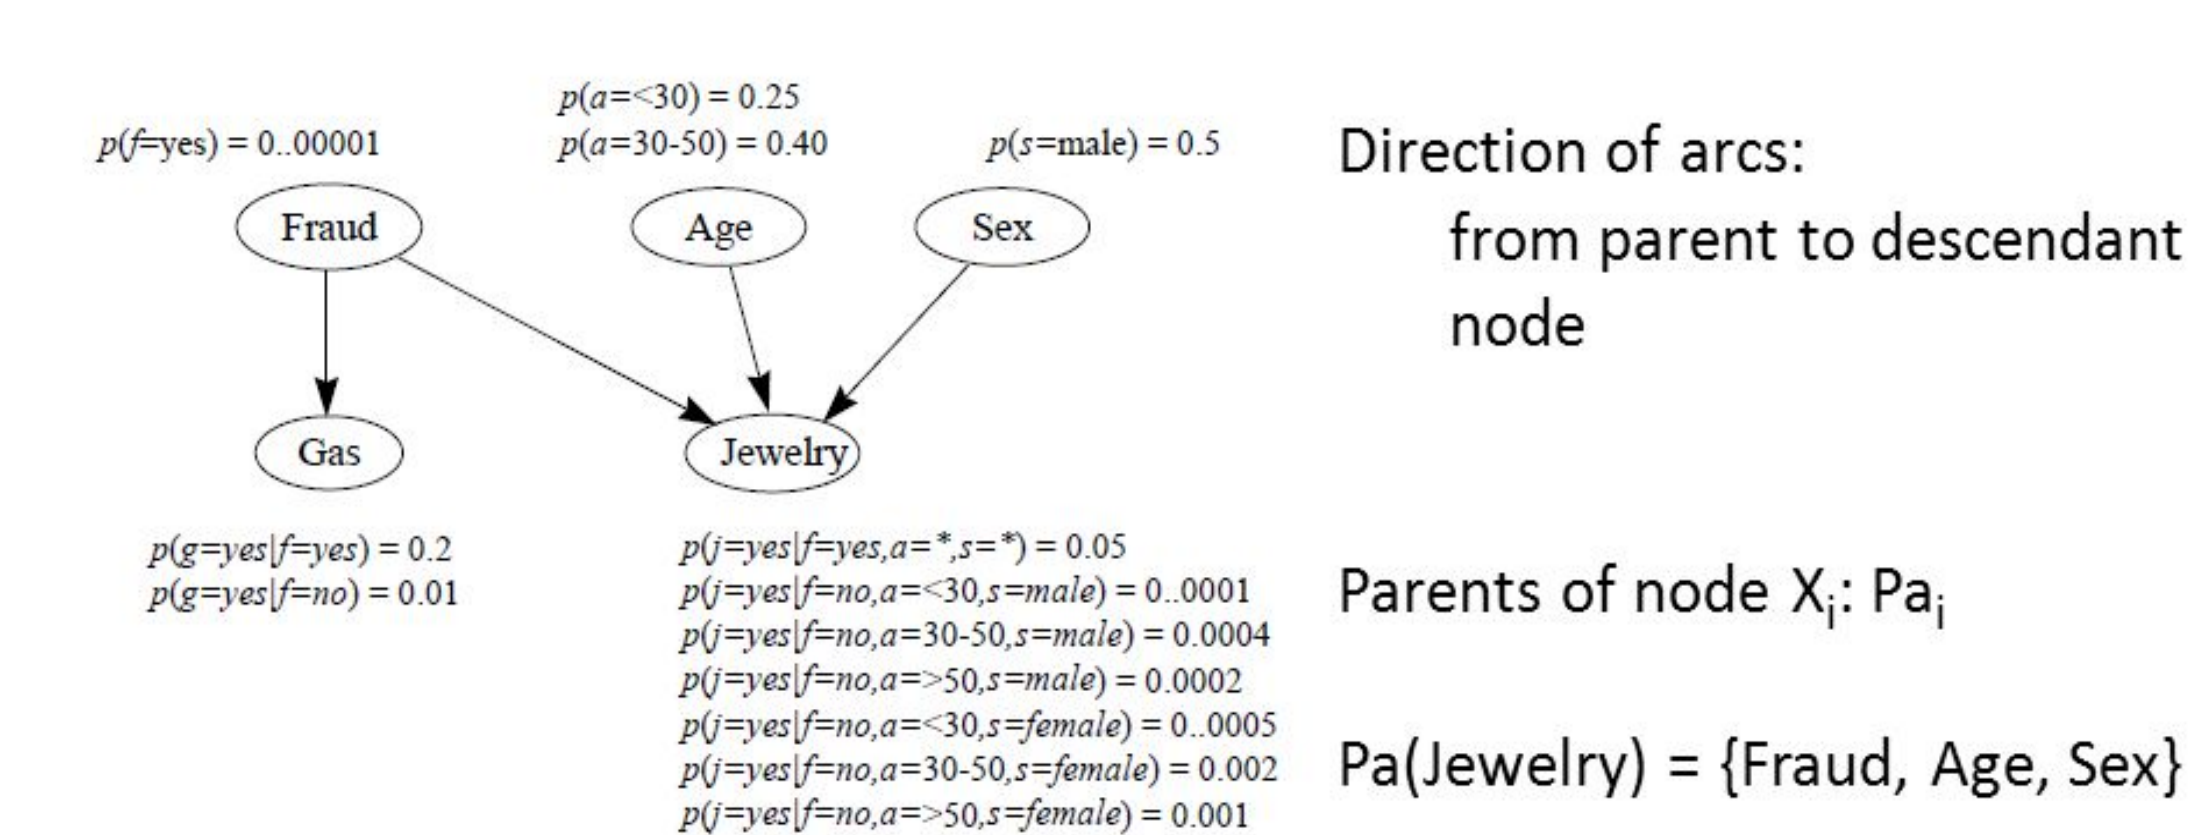 p(a=<30) = 0.25
p(f=yes) = 0..00001
p(a=30-50) = 0.40
p(s=male) = 0.5
Direction of arcs:
from parent to descendant
node
Fraud
Age
Sex
Gas
Jewelry
p(g=yes|f=yes) = 0.2
p(g=yes|f=no) = 0.01
p(j=yes|f=yes,a=*,s=*) = 0.05
p(j=yes|f=no,a=<30,s=male) = 0..0001
p(j=yes|f=no,a=30-50,s=male) = 0.0004
p(j=yes|f=no,a=>50,s=male) = 0.0002
p(j=yes|f=no,a=<30,s=female) = 0..0005
p(j=yes|f=no,a=30-50,s=female) = 0.002
p(j=yes|f=no,a=>50,s=female) = 0.001
Parents of node Xi: Pai
Pa(Jewelry) = {Fraud, Age, Sex}